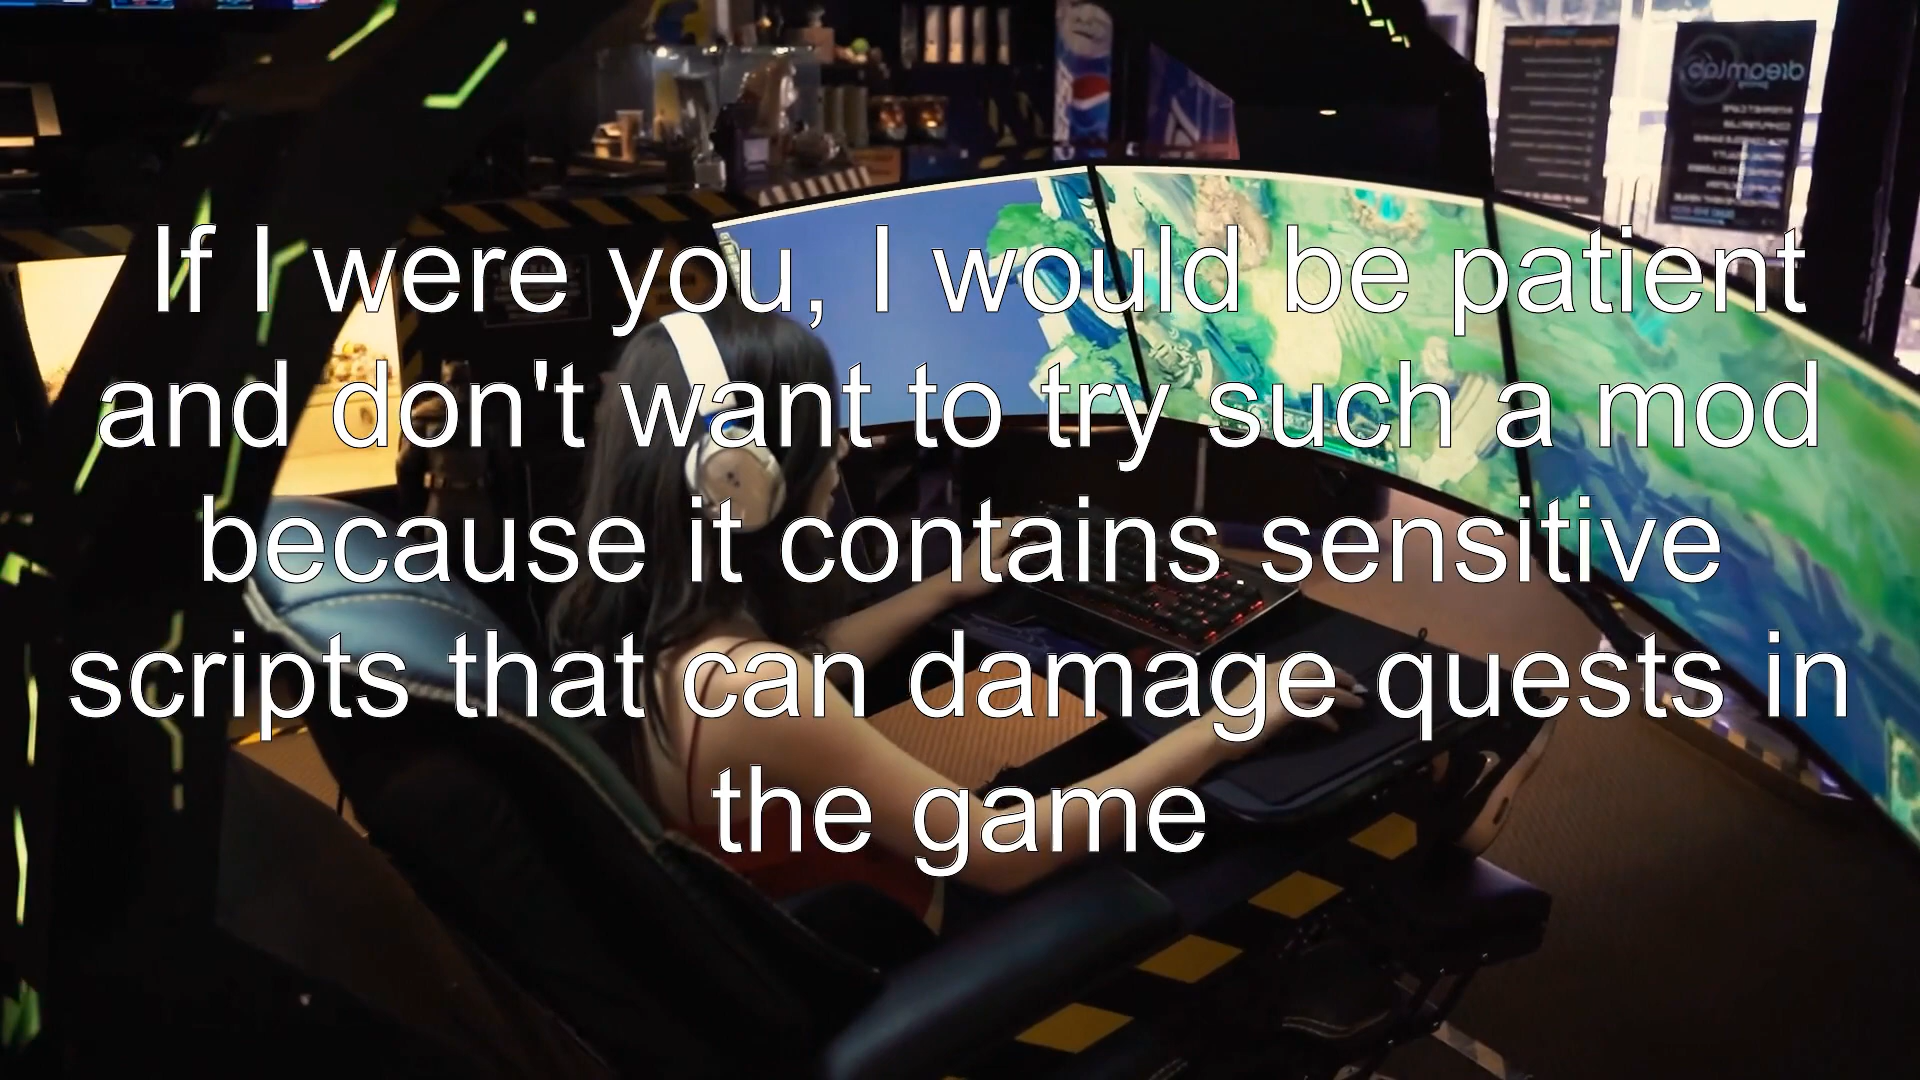 If I were you, I would be patient
and don't want to try such a mod
because it contains sensitive
scripts that can damage quests in
the game
dreamlab